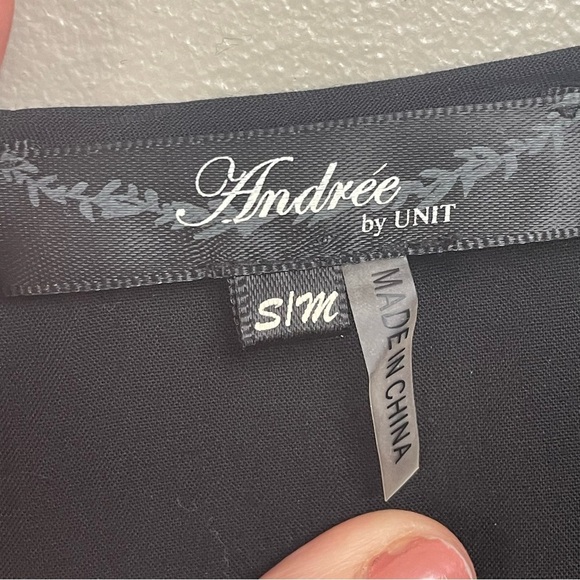 Andrée
by UNIT
S/M
MADE IN CHINA